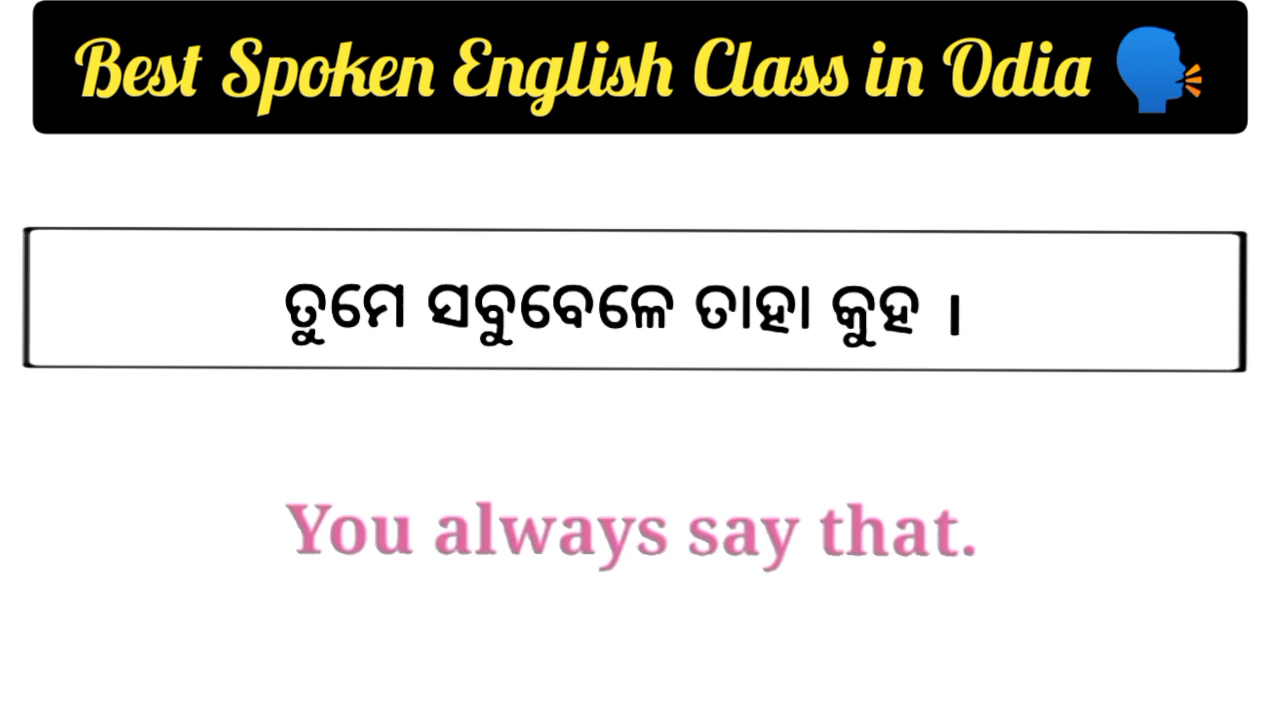 Best Spoken English Class in Odia 🗣
ତୁମେ ସବୁବେଳେ ତାହା କୁହ ।
You always say that.